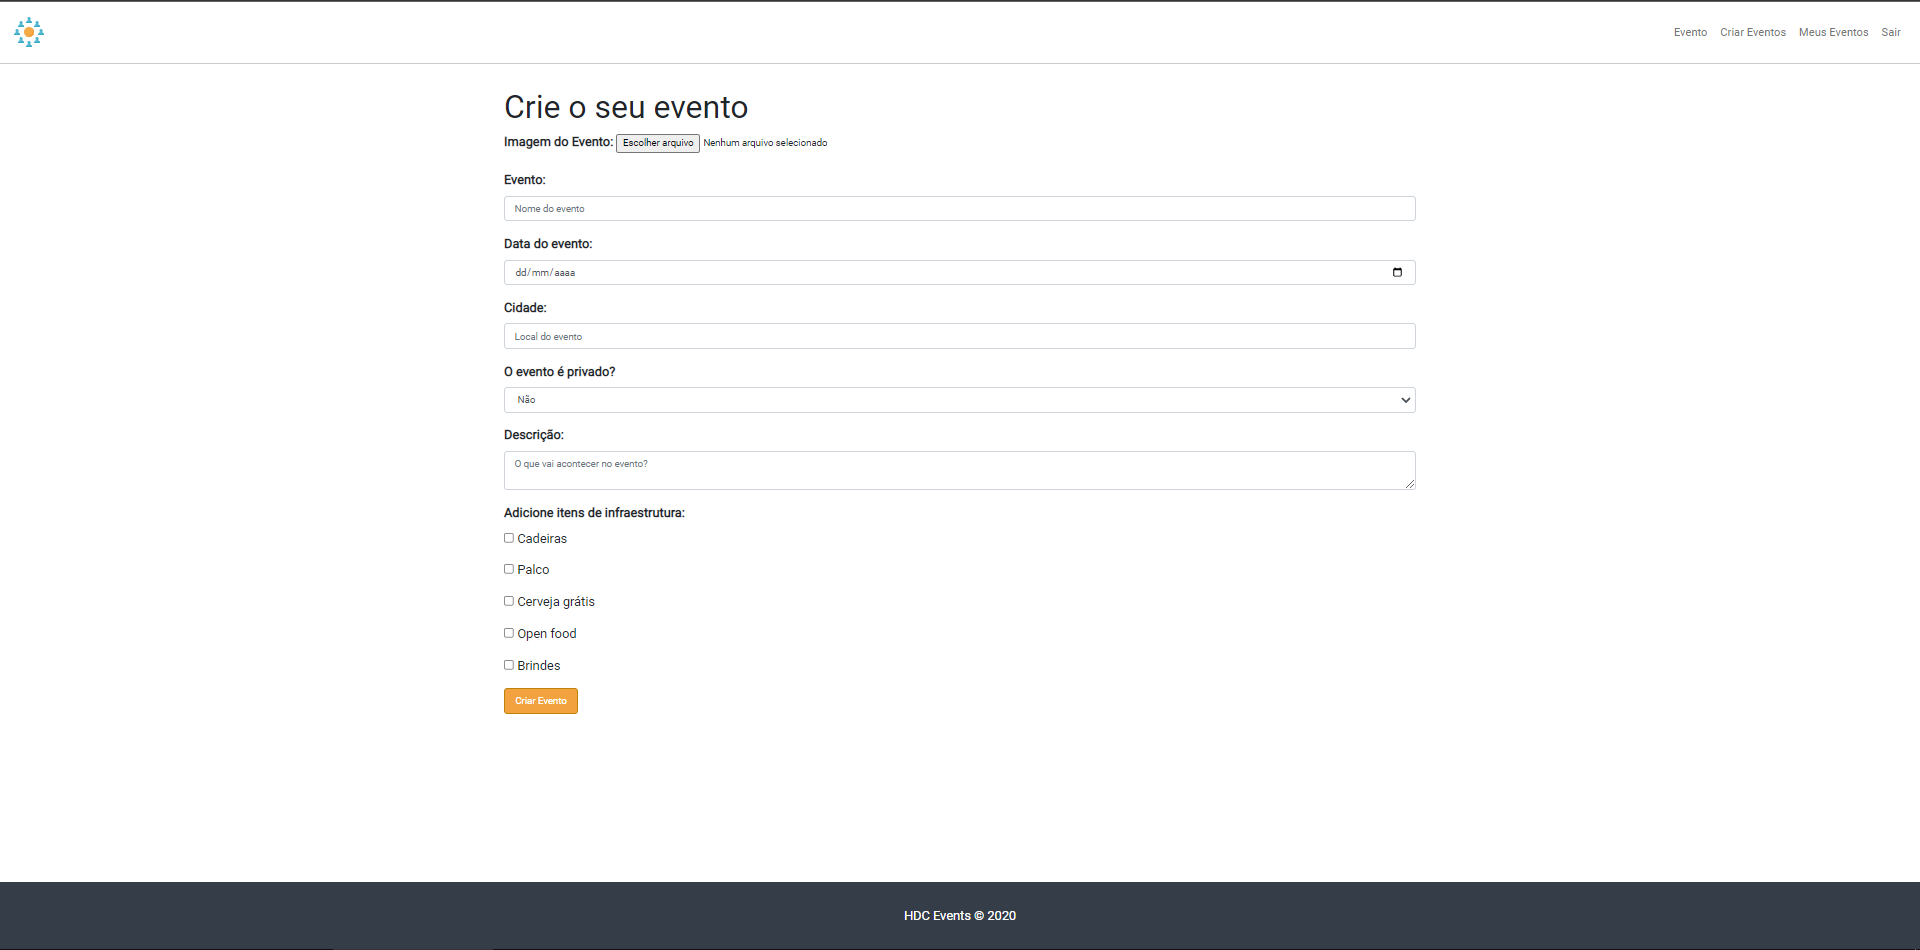 Evento Criar Eventos Meus Eventos Sair
Crie o seu evento
Imagem do Evento: Escolher arquivo Nenhum arquivo selecionado
Evento:
Nome do evento
Data do evento:
dd/mm/aaaa
Cidade:
Local do evento
O evento é privado?
Não
Descrição:
O que vai acontecer no evento?
Adicione itens de infraestrutura:
Cadeiras
Palco
Cerveja grátis
Open food
Brindes
Criar Evento
HDC Events © 2020